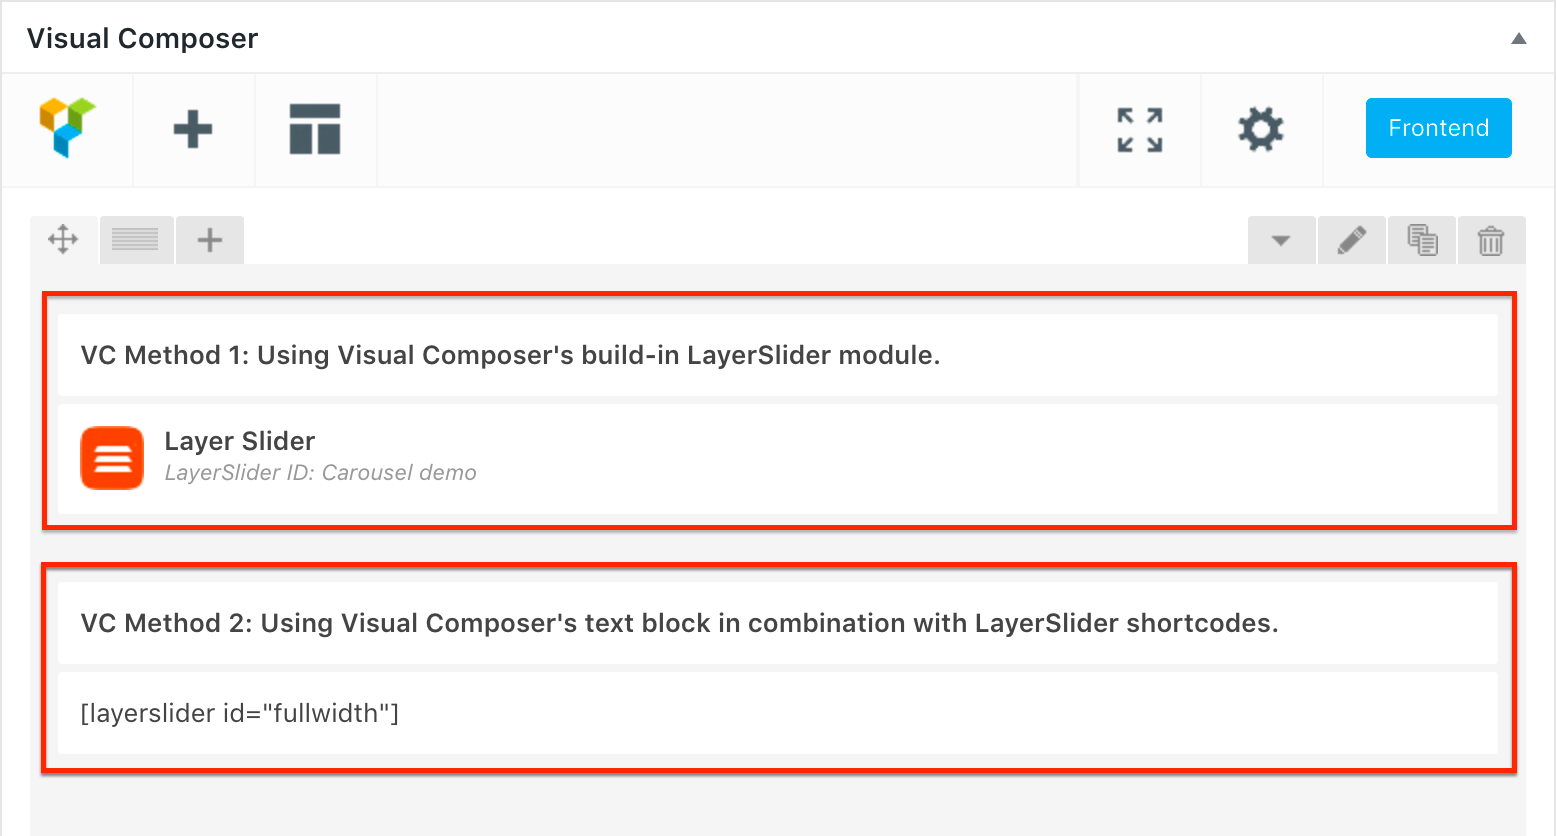 Visual Composer
Frontend
VC Method 1: Using Visual Composer's build-in LayerSlider module.
Layer Slider
LayerSlider ID: Carousel demo
VC Method 2: Using Visual Composer's text block in combination with LayerSlider shortcodes.
[layerslider id="fullwidth"]